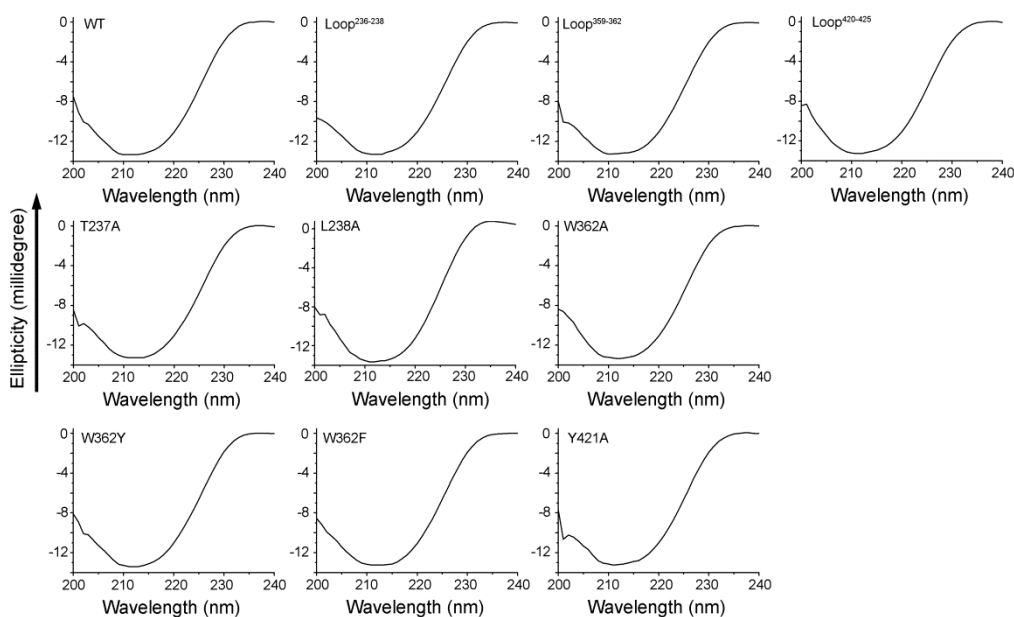 WT
0
-4
-8
-12
200 210 220 230 240
Wavelength (nm)
Loop236-238
0
-4
-8
-12
200 210 220 230 240
Wavelength (nm)
Loop359-362
0
-4
-8
-12
200 210 220 230 240
Wavelength (nm)
Loop420-425
0
-4
-8
-12
200 210 220 230 240
Wavelength (nm)
Ellipticity (millidegree)
T237A
0
-4
-8
-12
200 210 220 230 240
Wavelength (nm)
L238A
0
-4
-8
-12
200 210 220 230 240
Wavelength (nm)
W362A
0
-4
-8
-12
200 210 220 230 240
Wavelength (nm)
W362Y
0
-4
-8
-12
200 210 220 230 240
Wavelength (nm)
W362F
0
-4
-8
-12
200 210 220 230 240
Wavelength (nm)
Y421A
0
-4
-8
-12
200 210 220 230 240
Wavelength (nm)